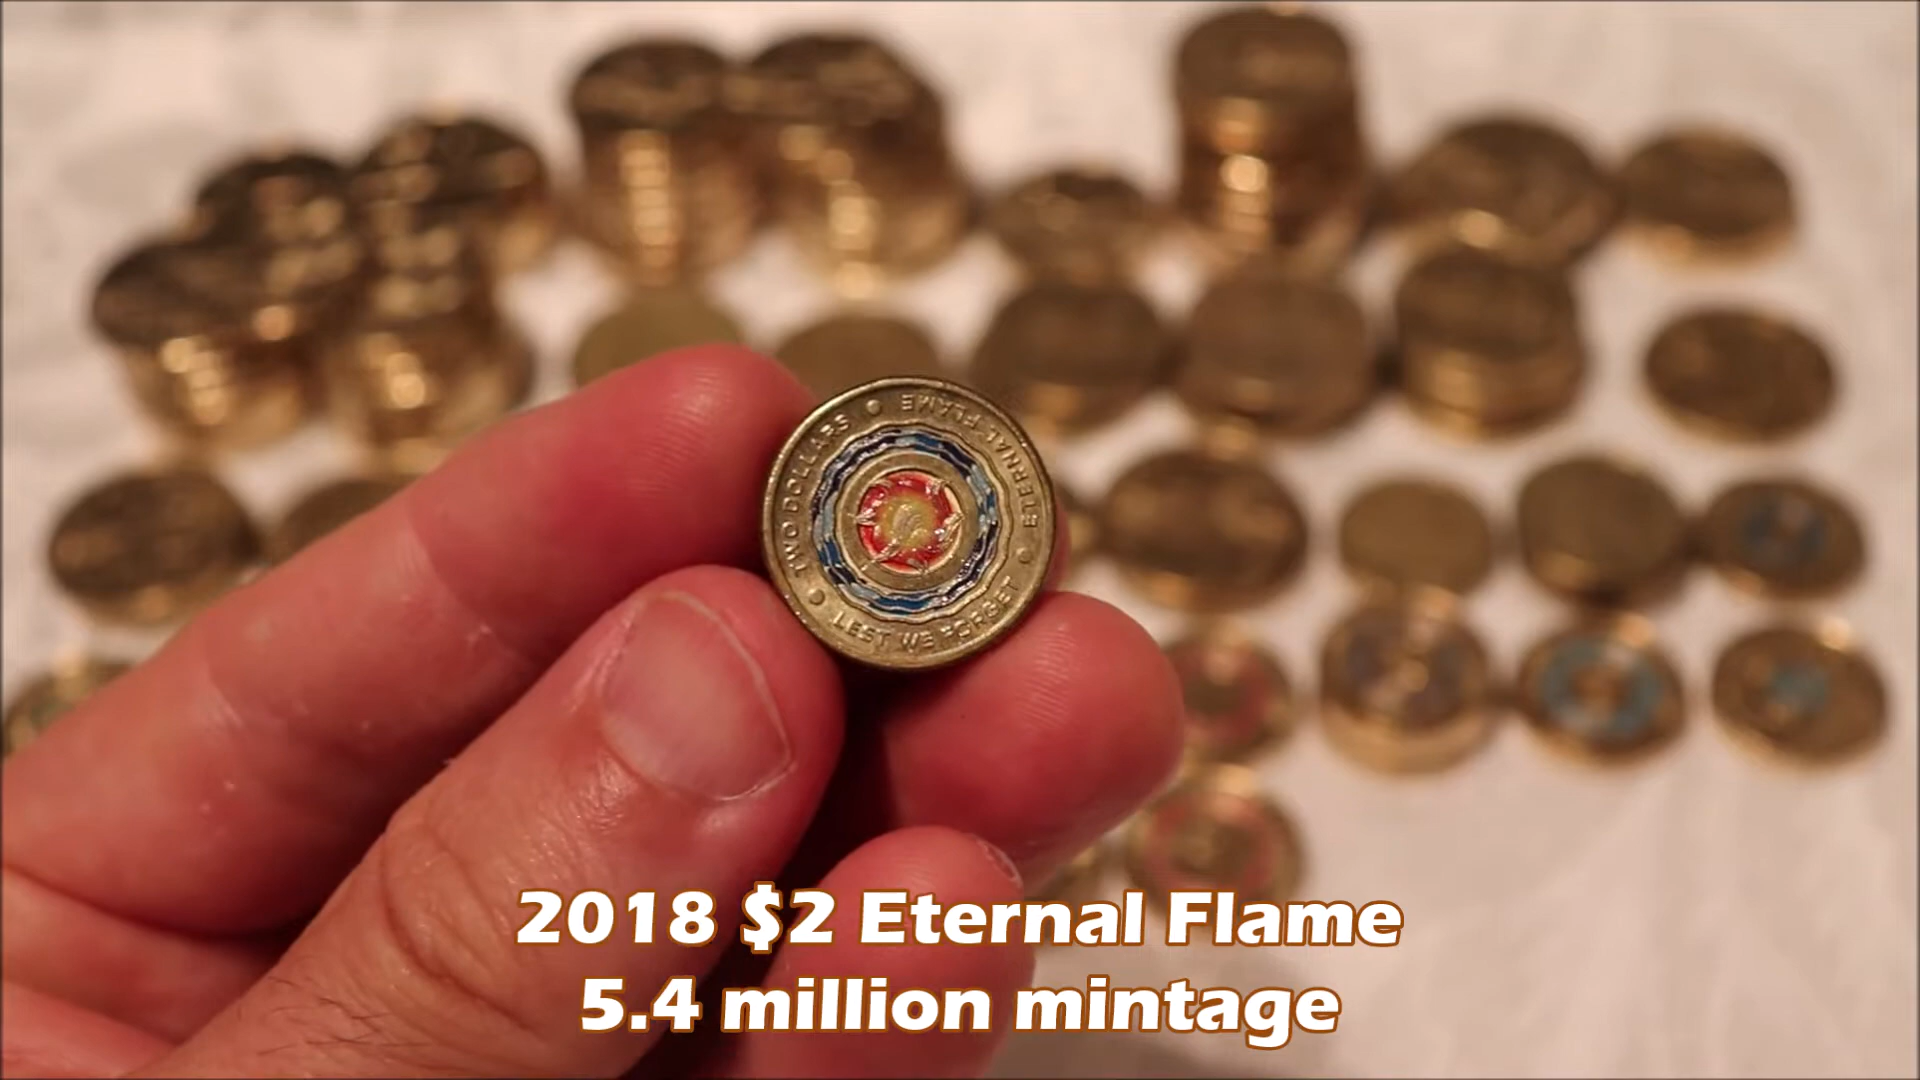 TWO DOLLARS
ETERNAL FLAME
LEST WE FORGET
2018 $2 Eternal Flame
5.4 million mintage